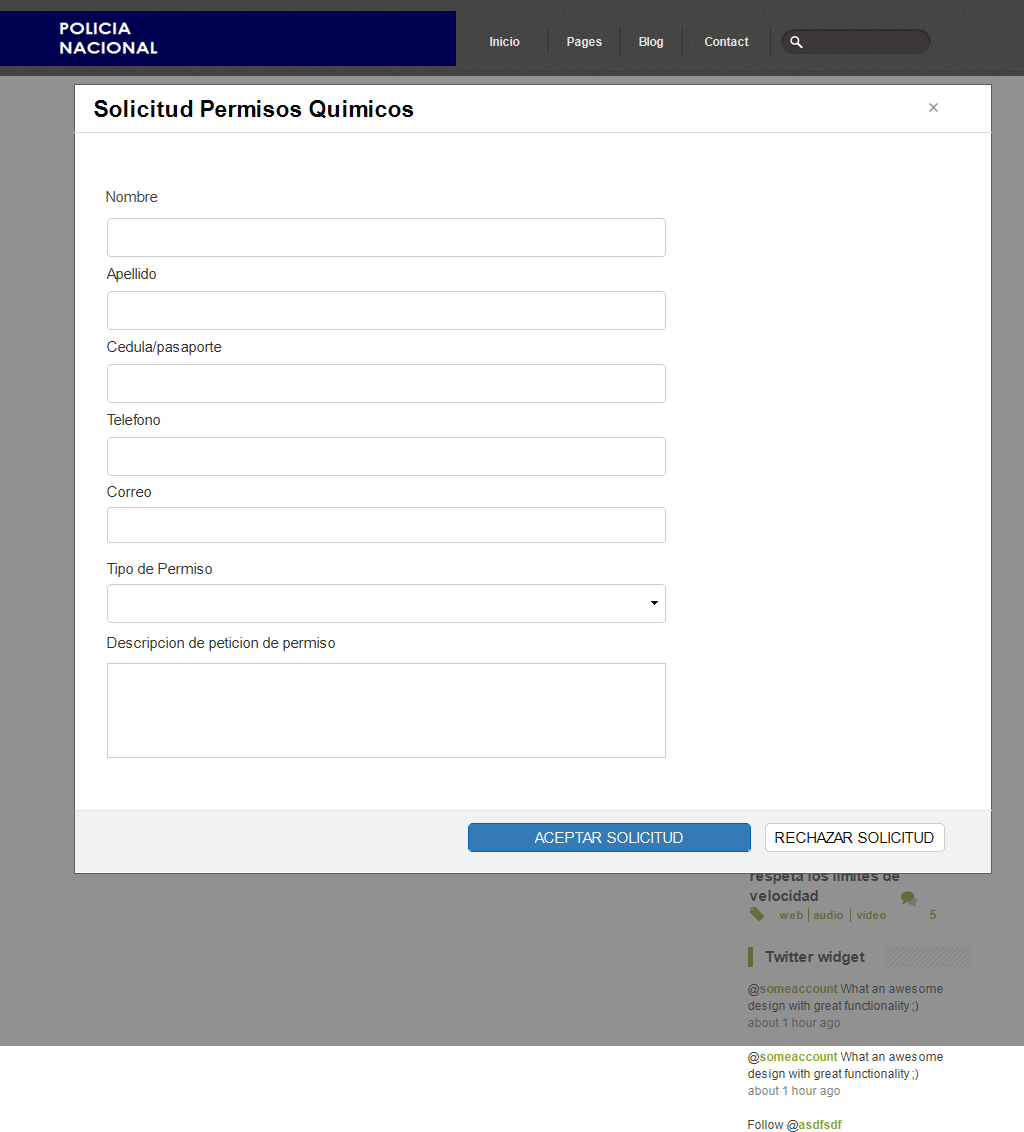 POLICIA
NACIONAL
Inicio
Pages
Blog
Contact
Solicitud Permisos Quimicos
×
Nombre
Apellido
Cedula/pasaporte
Telefono
Correo
Tipo de Permiso
Descripcion de peticion de permiso
ACEPTAR SOLICITUD
RECHAZAR SOLICITUD
respeta los limites de
velocidad
web | audio | video 5
Twitter widget
@someaccount What an awesome
design with great functionality ;)
about 1 hour ago
@someaccount What an awesome
design with great functionality ;)
about 1 hour ago
Follow @asdfsdf